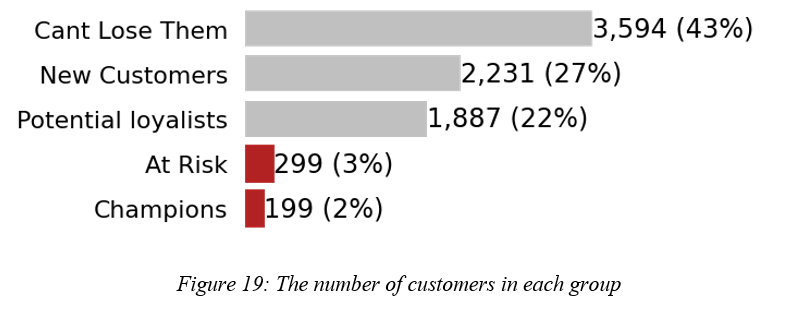 Cant Lose Them 3,594 (43%)
New Customers 2,231 (27%)
Potential loyalists 1,887 (22%)
At Risk 299 (3%)
Champions 199 (2%)
Figure 19: The number of customers in each group